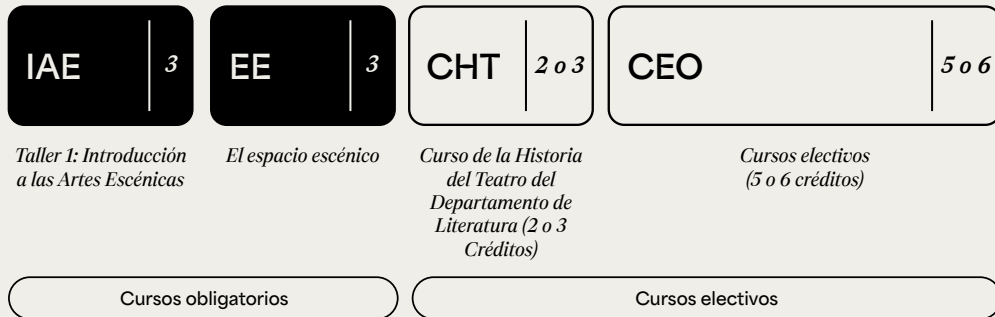 IAE
3
EE
3
CHT
2 o 3
CEO
5 o 6
Taller 1: Introducción
a las Artes Escénicas
El espacio escénico
Curso de la Historia
del Teatro del
Departamento de
Literatura (2 o 3
Créditos)
Cursos electivos
(5 o 6 créditos)
Cursos obligatorios
Cursos electivos